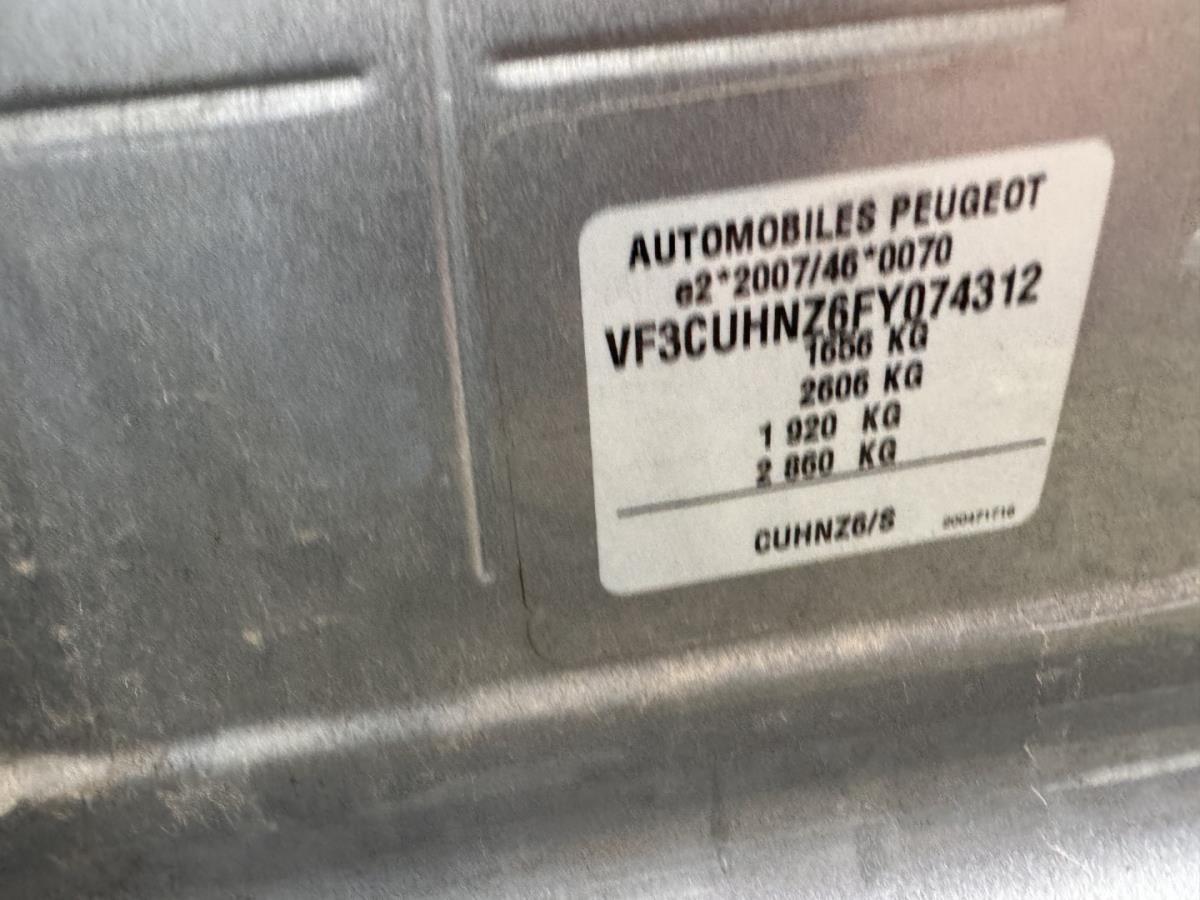 AUTOMOBILES PEUGEOT
e2*2007/46*0070
VF3CUHNZ6FY074312
1656 KG
2606 KG
1 920 KG
2 860 KG
CUHNZ6/S